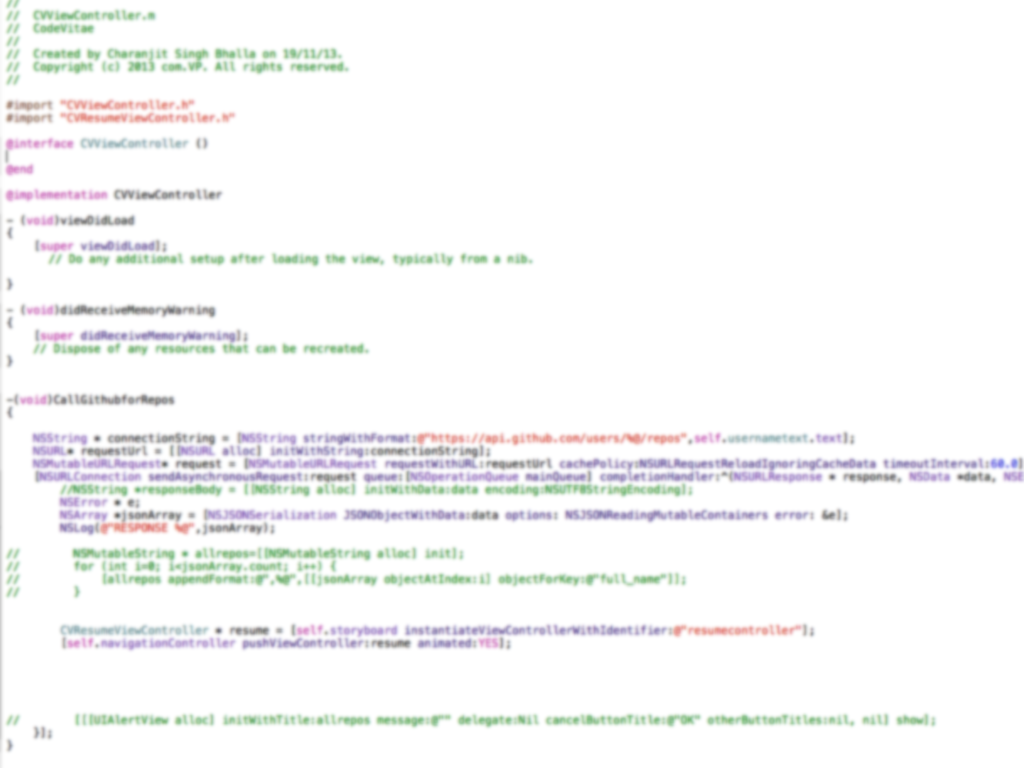 //
//  CVViewController.m
//  CodeVitae
//
//  Created by Charanjit Singh Bhalla on 19/11/13.
//  Copyright (c) 2013 com.VP. All rights reserved.
//
#import "CVViewController.h"
#import "CVResumeViewController.h"
@interface CVViewController ()
@end
@implementation CVViewController
- (void)viewDidLoad
{
[super viewDidLoad];
// Do any additional setup after loading the view, typically from a nib.
}
- (void)didReceiveMemoryWarning
{
[super didReceiveMemoryWarning];
// Dispose of any resources that can be recreated.
}
-(void)CallGithubforRepos
{
NSString * connectionString = [NSString stringWithFormat:@"https://api.github.com/users/%@/repos",self.usernametext.text];
NSURL* requestUrl = [[NSURL alloc] initWithString:connectionString];
NSMutableURLRequest* request = [NSMutableURLRequest requestWithURL:requestUrl cachePolicy:NSURLRequestReloadIgnoringCacheData timeoutInterval:60.0]
[NSURLConnection sendAsynchronousRequest:request queue:[NSOperationQueue mainQueue] completionHandler:^(NSURLResponse * response, NSData *data, NSE
//NSString *responseBody = [[NSString alloc] initWithData:data encoding:NSUTF8StringEncoding];
NSError * e;
NSArray *jsonArray = [NSJSONSerialization JSONObjectWithData:data options: NSJSONReadingMutableContainers error: &e];
NSLog(@"RESPONSE %@",jsonArray);
//        NSMutableString * allrepos=[[NSMutableString alloc] init];
//        for (int i=0; i<jsonArray.count; i++) {
//            [allrepos appendFormat:@",%@",[[jsonArray objectAtIndex:i] objectForKey:@"full_name"]];
//        }
CVResumeViewController * resume = [self.storyboard instantiateViewControllerWithIdentifier:@"resumecontroller"];
[self.navigationController pushViewController:resume animated:YES];
//        [[[UIAlertView alloc] initWithTitle:allrepos message:@"" delegate:Nil cancelButtonTitle:@"OK" otherButtonTitles:nil, nil] show];
}];
}